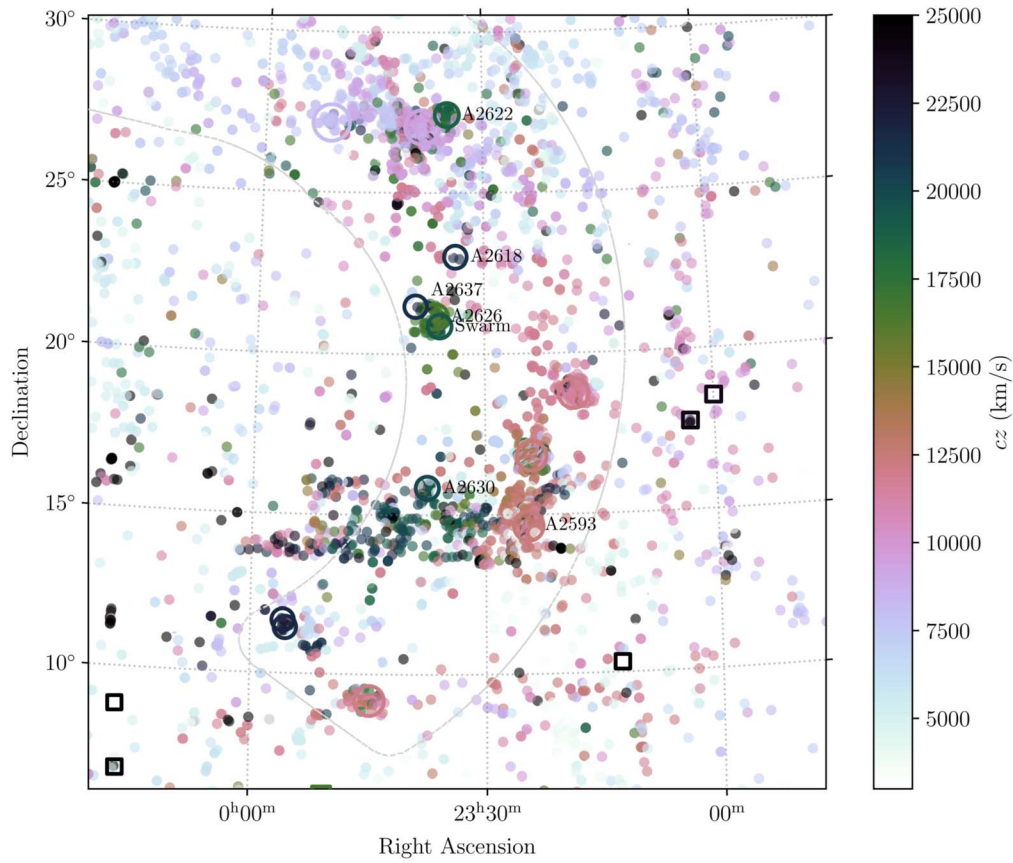 30°
25°
20°
15°
10°
Declination
A2622
A2618
A2637
A2626
Swarm
A2630
A2593
0h00m
23h30m
00m
Right Ascension
25000
22500
20000
17500
15000
12500
10000
7500
5000
cz (km/s)